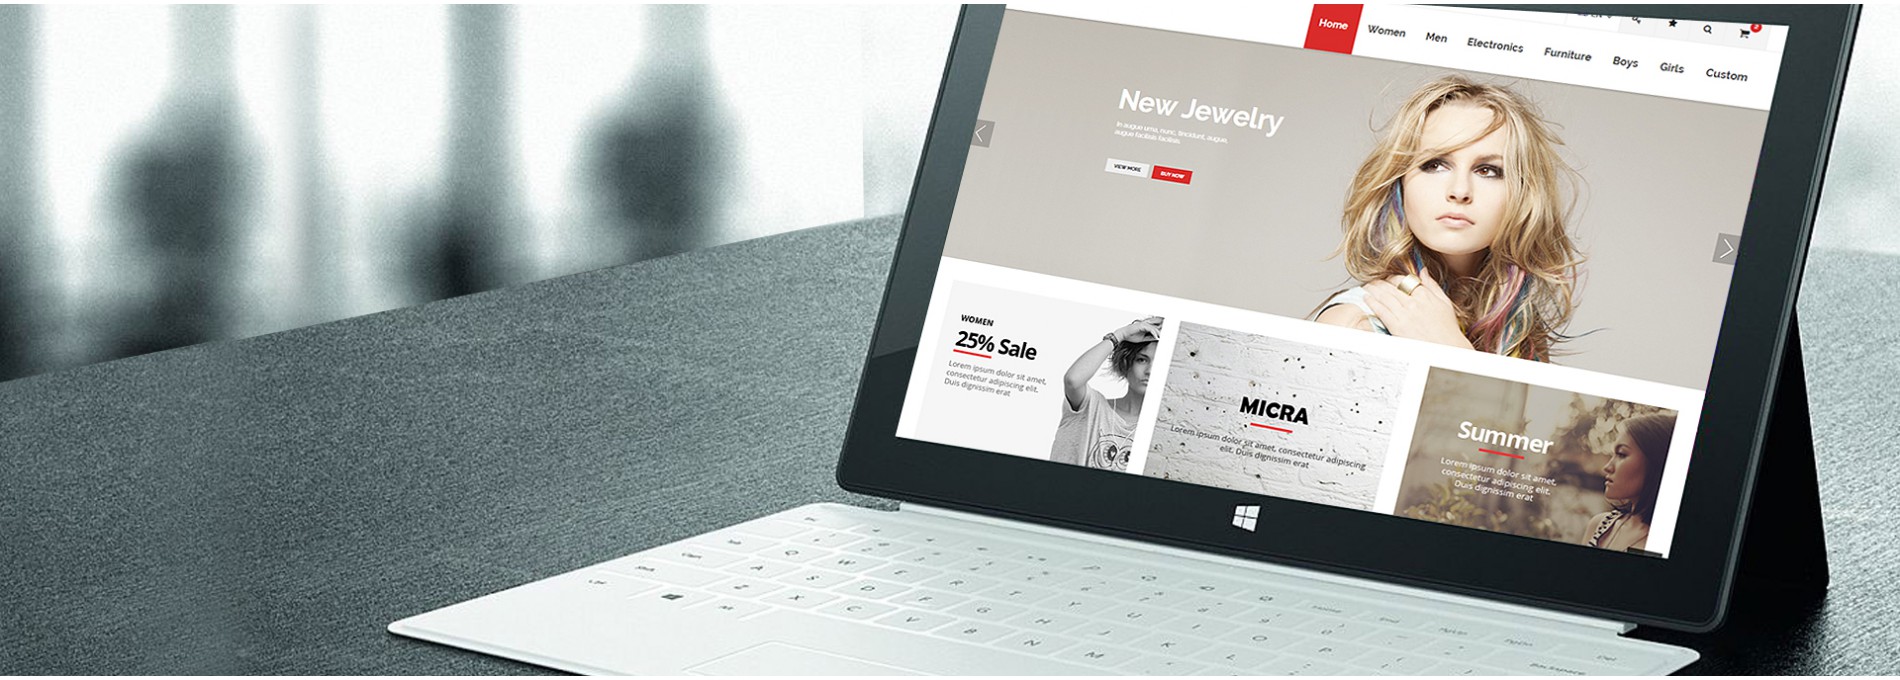 Home
Women
Men
Electronics
Furniture
Boys
Girls
Custom
New Jewelry
In augue urna, nunc, tincidunt, augue,
augue facilisis facilisis.
VIEW MORE
BUY NOW
WOMEN
25% Sale
Lorem ipsum dolor sit amet,
consectetur adipiscing elit.
Duis dignissim erat
MICRA
Lorem ipsum dolor sit amet, consectetur adipiscing
elit. Duis dignissim erat
Summer
Lorem ipsum dolor sit amet,
consectetur adipiscing elit.
Duis dignissim erat
Q W E R T Y U I O P
A S D F G H J K L
Z X C V B N M
Backspace